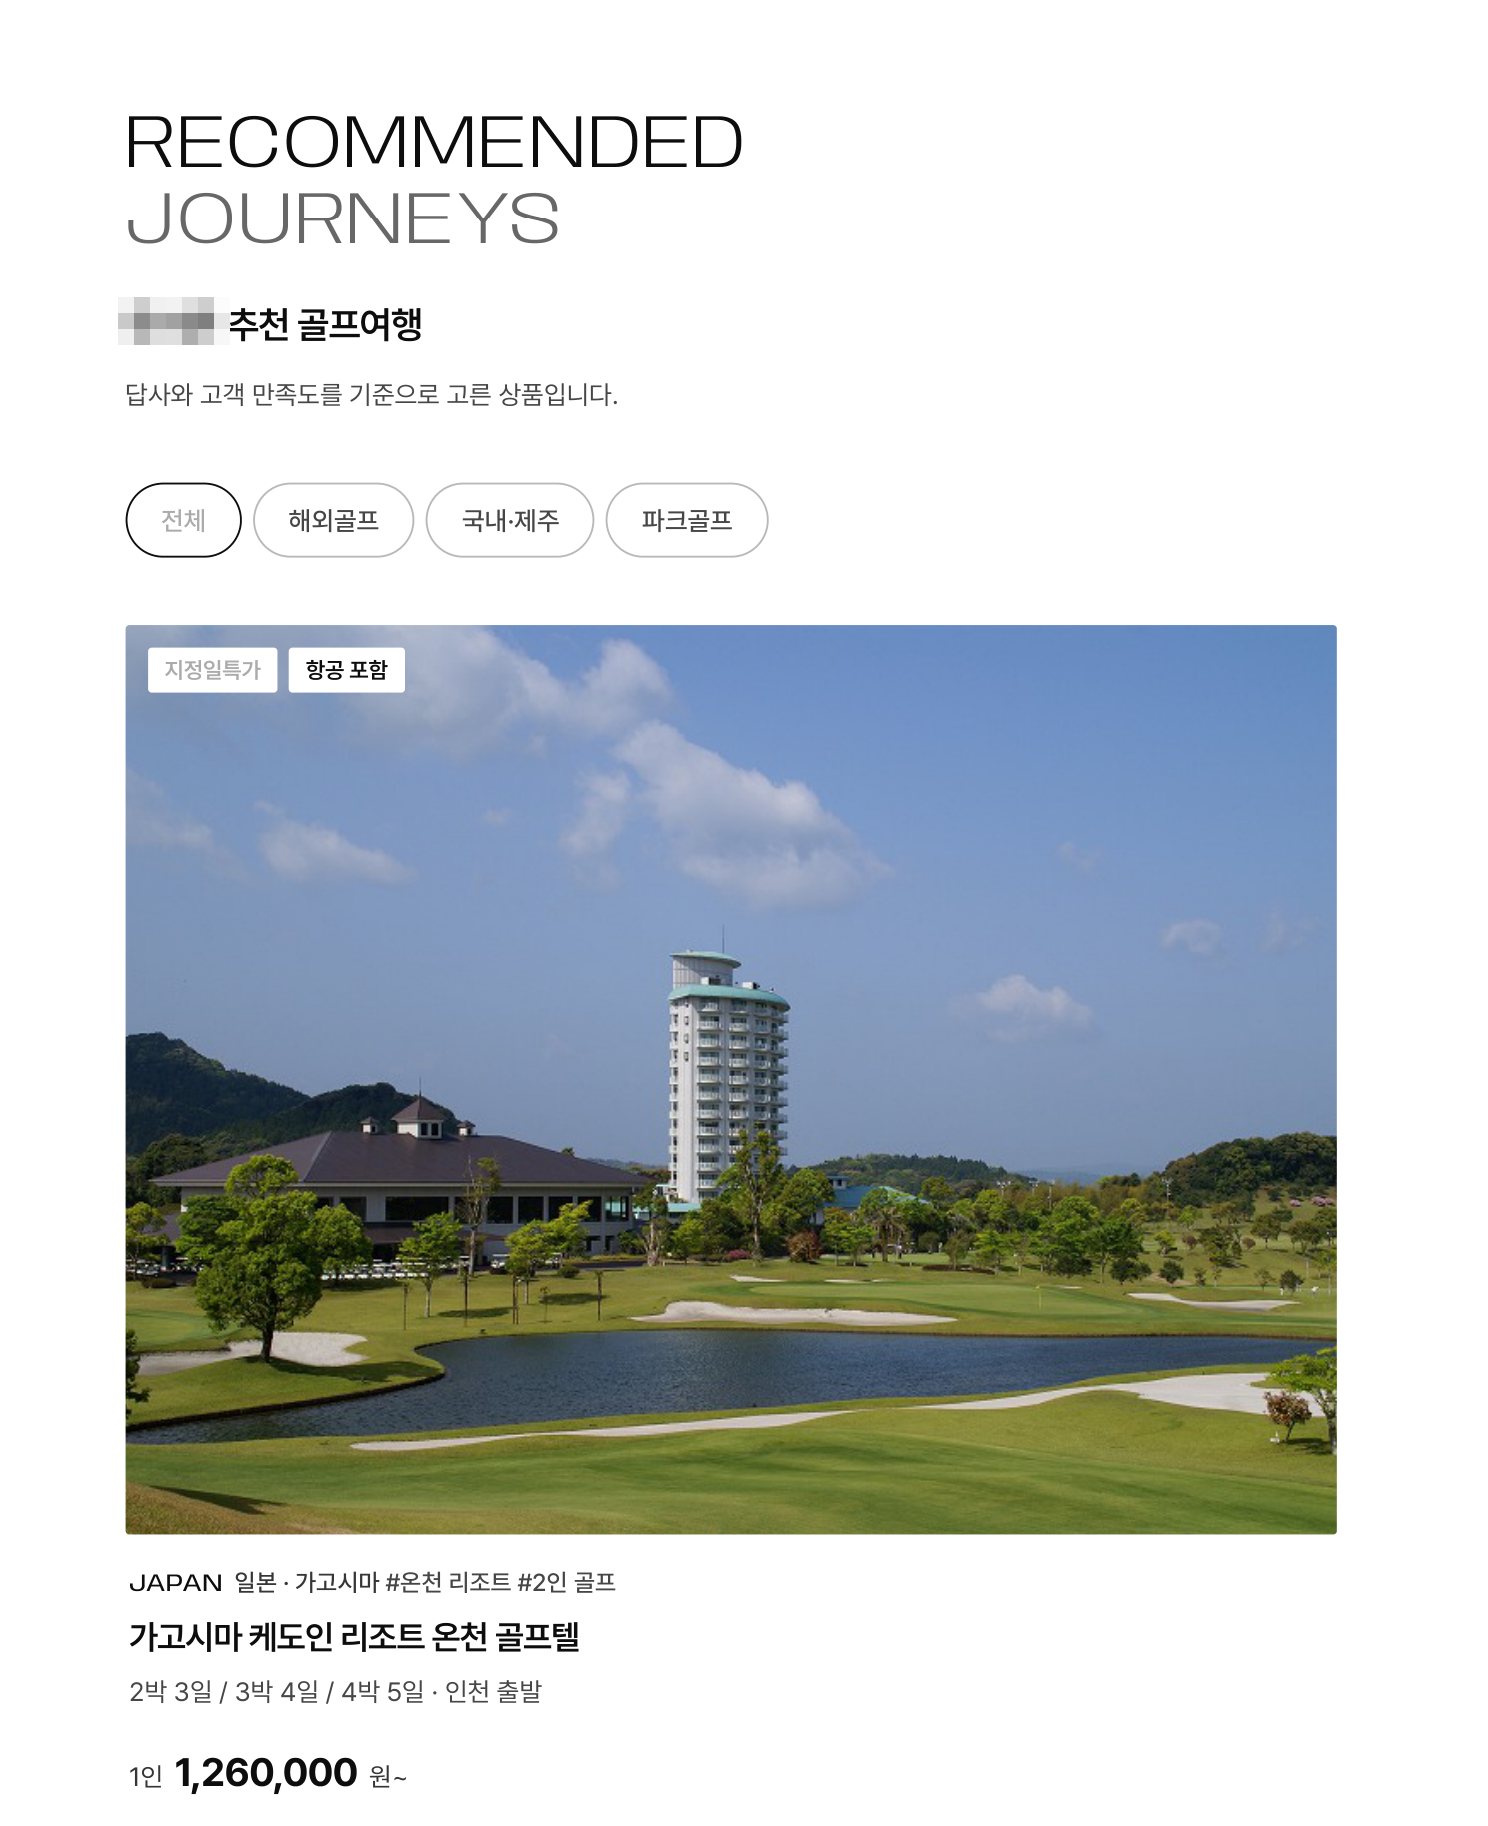 RECOMMENDED
JOURNEYS
추천 골프여행
답사와 고객 만족도를 기준으로 고른 상품입니다.
전체 해외골프 국내·제주 파크골프
지정일특가 항공 포함
JAPAN 일본 · 가고시마 #온천 리조트 #2인 골프
가고시마 케도인 리조트 온천 골프텔
2박 3일 / 3박 4일 / 4박 5일 · 인천 출발
1인 1,260,000 원~